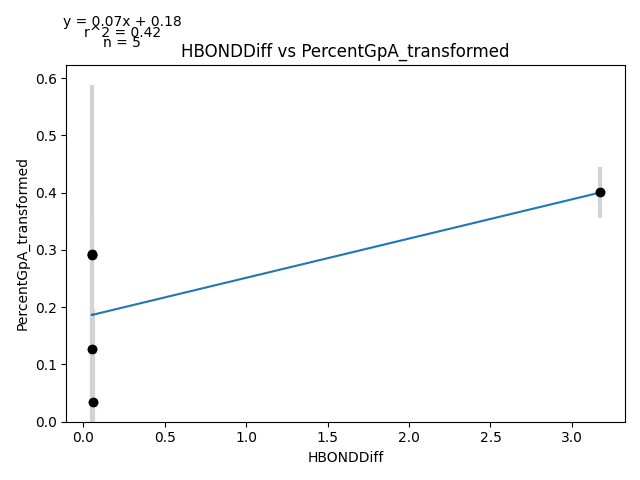 y = 0.07x + 0.18
r^2 = 0.42
n = 5
HBONDDiff vs PercentGpA_transformed
PercentGpA_transformed
0.6
0.5
0.4
0.3
0.2
0.1
0.0
0.0 0.5 1.0 1.5 2.0 2.5 3.0
HBONDDiff